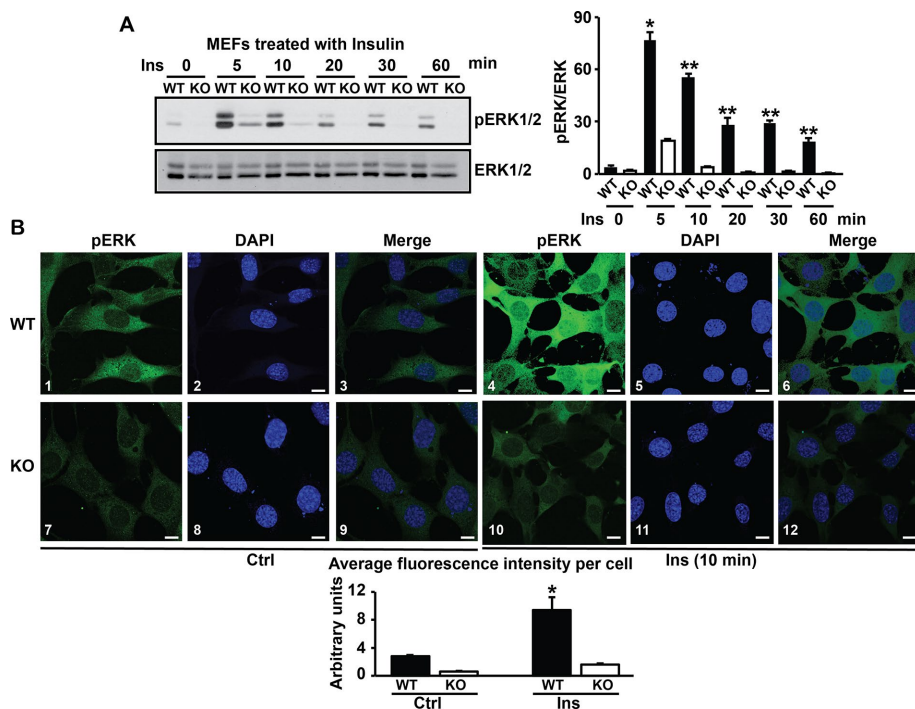 A
MEFs treated with Insulin
Ins 0 5 10 20 30 60 min
WT KO WT KO WT KO WT KO WT KO WT KO
pERK1/2
ERK1/2
pERK/ERK
90
60
30
0
* ** ** ** **
WT KO WT KO WT KO WT KO WT KO WT KO
Ins 0 5 10 20 30 60 min
B
pERK DAPI Merge pERK DAPI Merge
WT
1 2 3 4 5 6
KO
7 8 9 10 11 12
Ctrl Ins (10 min)
Average fluorescence intensity per cell
Arbitrary units
12
8
4
0
*
WT KO WT KO
Ctrl Ins